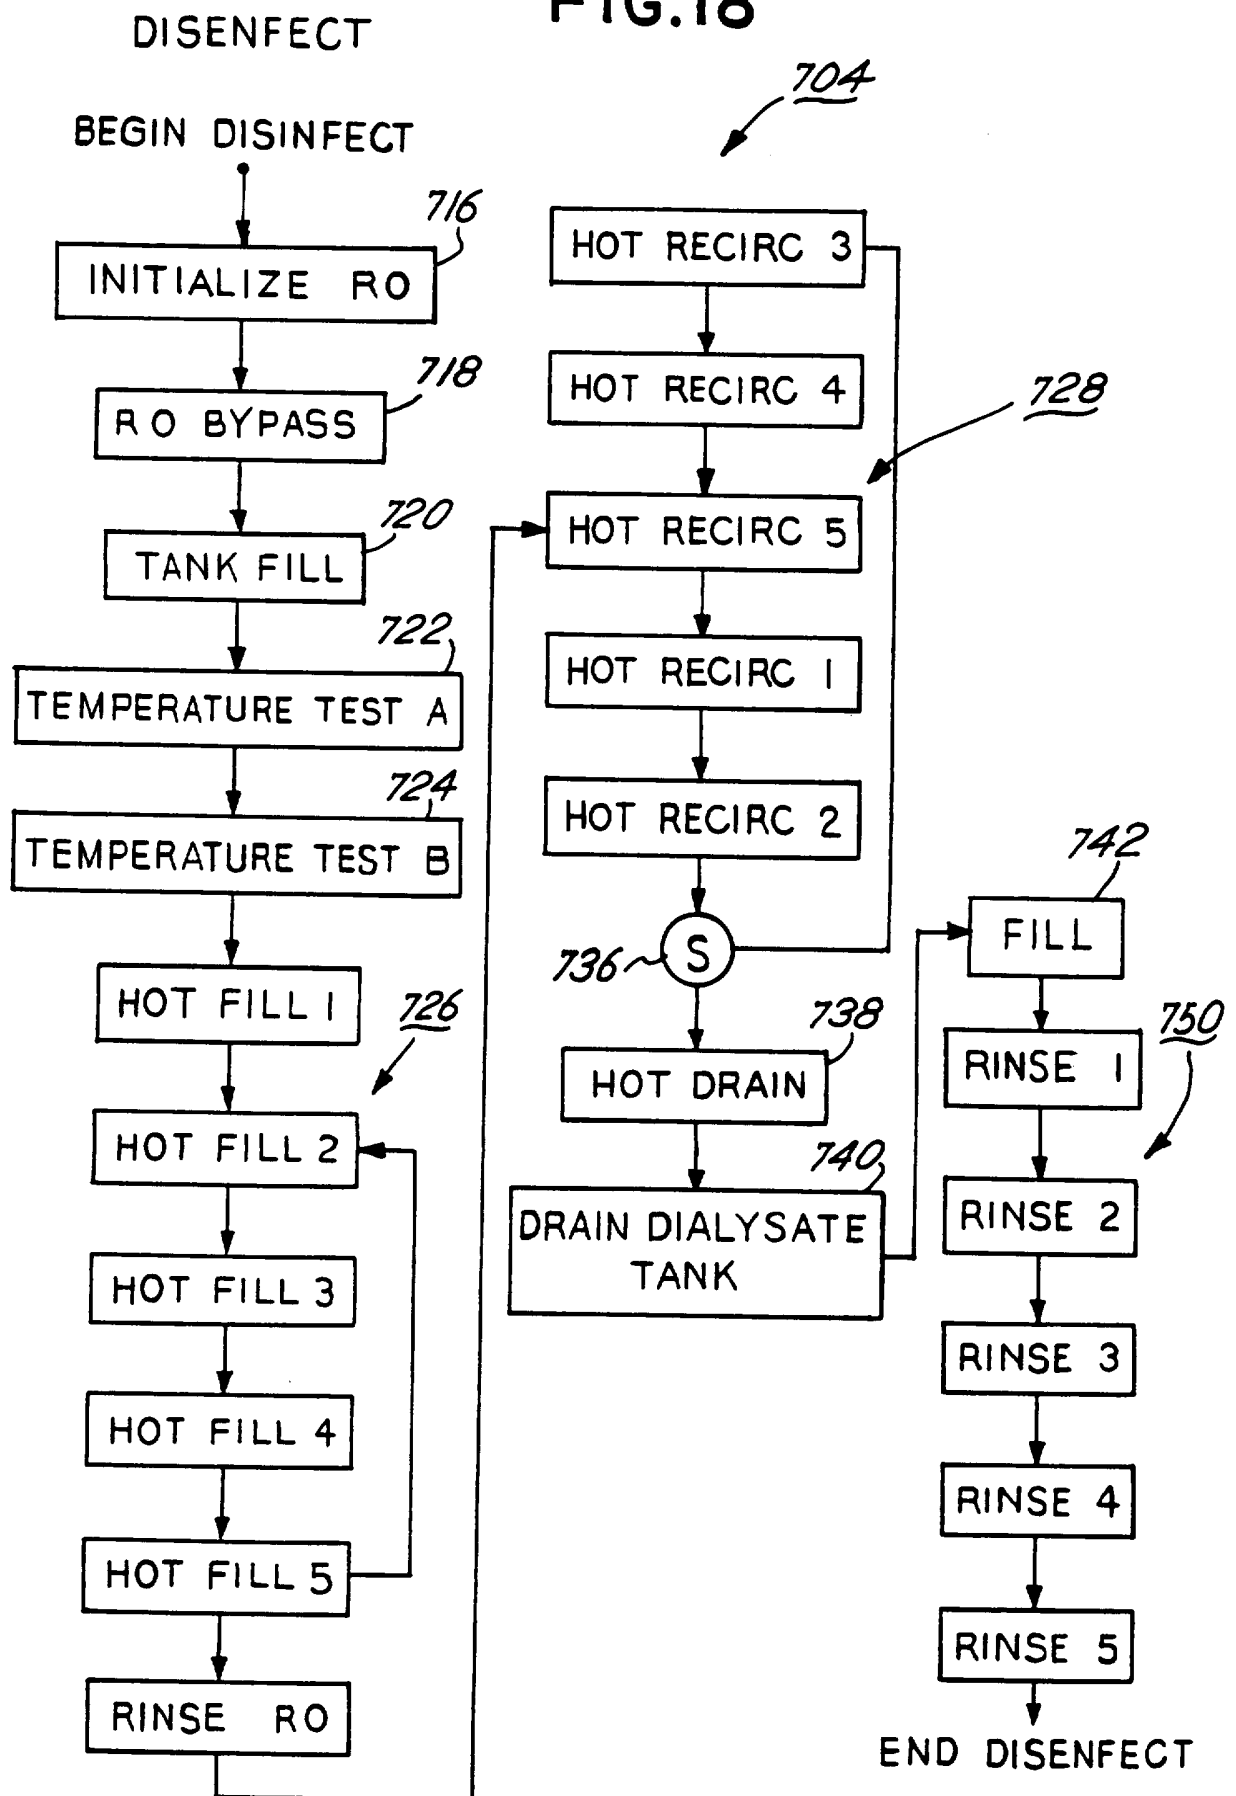 FIG.18
DISENFECT
BEGIN DISINFECT
716
INITIALIZE RO
718
RO BYPASS
720
TANK FILL
722
TEMPERATURE TEST A
724
TEMPERATURE TEST B
HOT FILL 1
726
HOT FILL 2
HOT FILL 3
HOT FILL 4
HOT FILL 5
RINSE RO
704
HOT RECIRC 3
HOT RECIRC 4
728
HOT RECIRC 5
HOT RECIRC 1
HOT RECIRC 2
736
S
738
HOT DRAIN
740
DRAIN DIALYSATE
TANK
742
FILL
750
RINSE 1
RINSE 2
RINSE 3
RINSE 4
RINSE 5
END DISENFECT